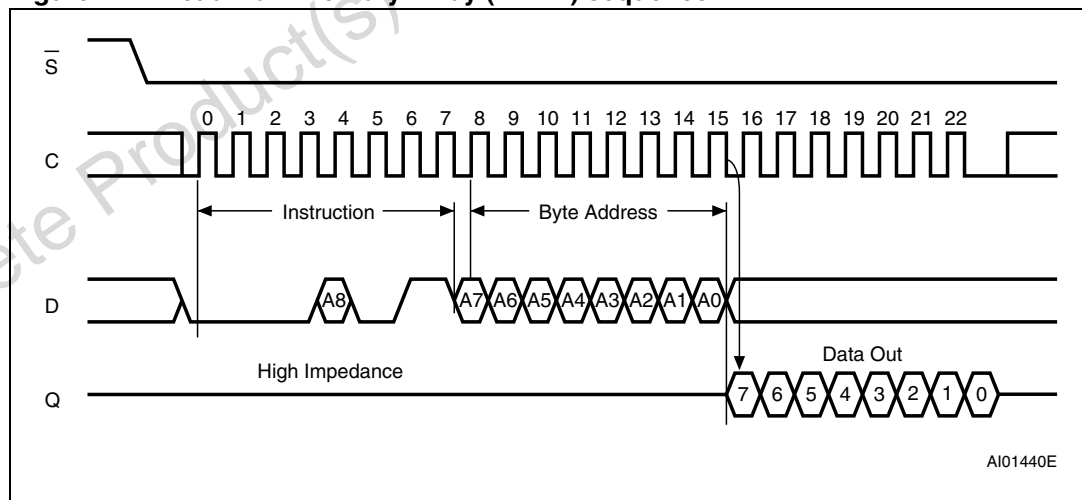 S
0 1 2 3 4 5 6 7 8 9 10 11 12 13 14 15 16 17 18 19 20 21 22
C
Instruction Byte Address
D A8 A7 A6 A5 A4 A3 A2 A1 A0
High Impedance Data Out
Q 7 6 5 4 3 2 1 0
AI01440E
ete Product(s)